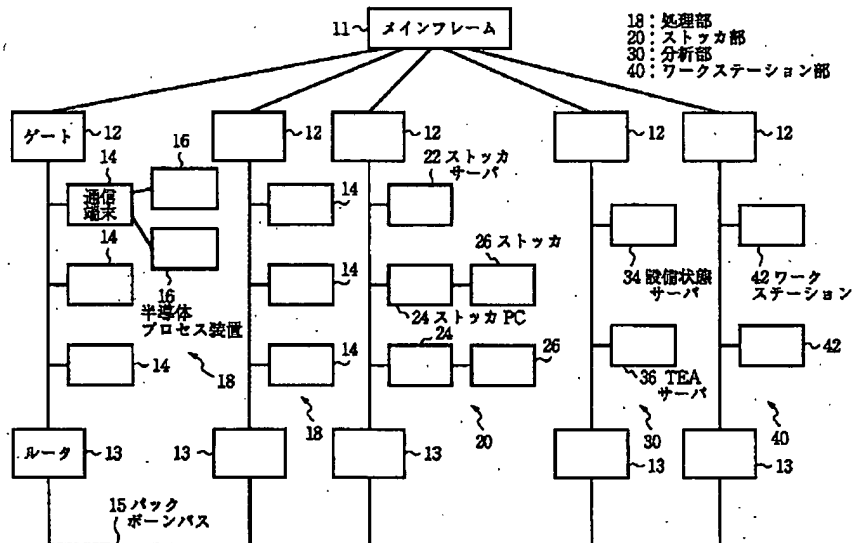 11 メインフレーム
18：処理部
20：ストッカ部
30：分析部
40：ワークステーション部
ゲート 12
12
12
12
12
14
通信
端末
16
16
半導体
プロセス装置
14
14
18
14
14
14
18
22 ストッカ
サーバ
26 ストッカ
24 ストッカ PC
24
26
20
34 設備状態
サーバ
36 TEA
サーバ
30
42 ワーク
ステーション
42
40
ルータ 13
13
13
13
13
15 バック
ボーンバス